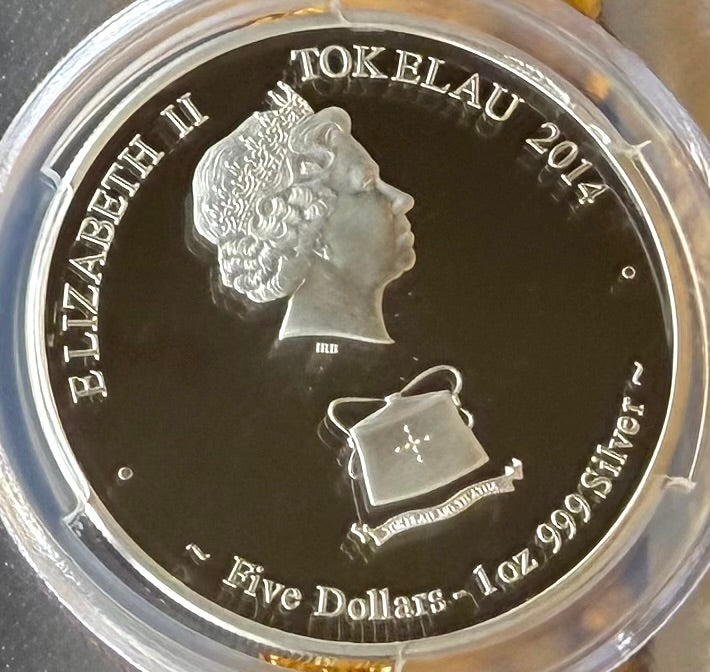 ELIZABETH II
TOKELAU 2014
IRB
~ Five Dollars - 1oz 999 Silver ~